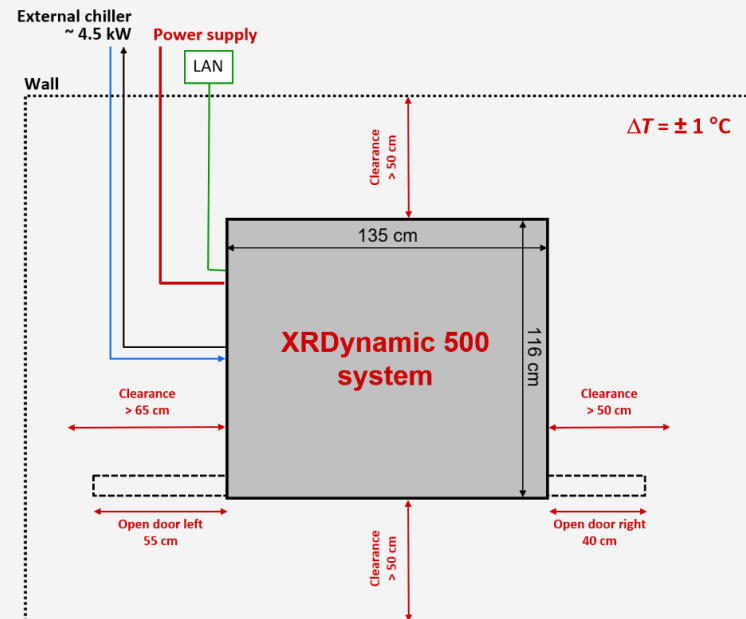 External chiller
~ 4.5 kW
Power supply
LAN
Wall
ΔT = ± 1 °C
Clearance
> 50 cm
135 cm
116 cm
XRDynamic 500
system
Clearance
> 65 cm
Clearance
> 50 cm
Open door left
55 cm
Open door right
40 cm
Clearance
> 50 cm